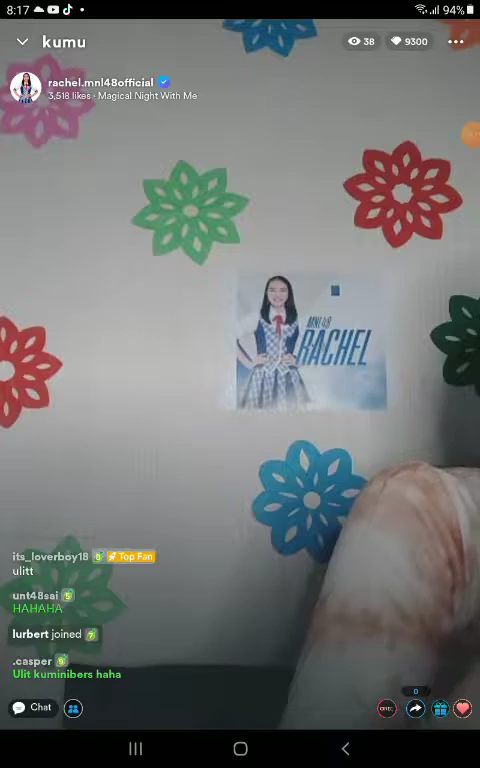 8:17
94%
kumu
38
9300
rachel.mnl48official
3,518 likes · Magical Night With Me
MNL48
RACHEL
its_loverboy18 Top Fan
ulitt
unt48sai
HAHAHA
lurbert joined
.casper
Ulit kuminibers haha
0
Chat